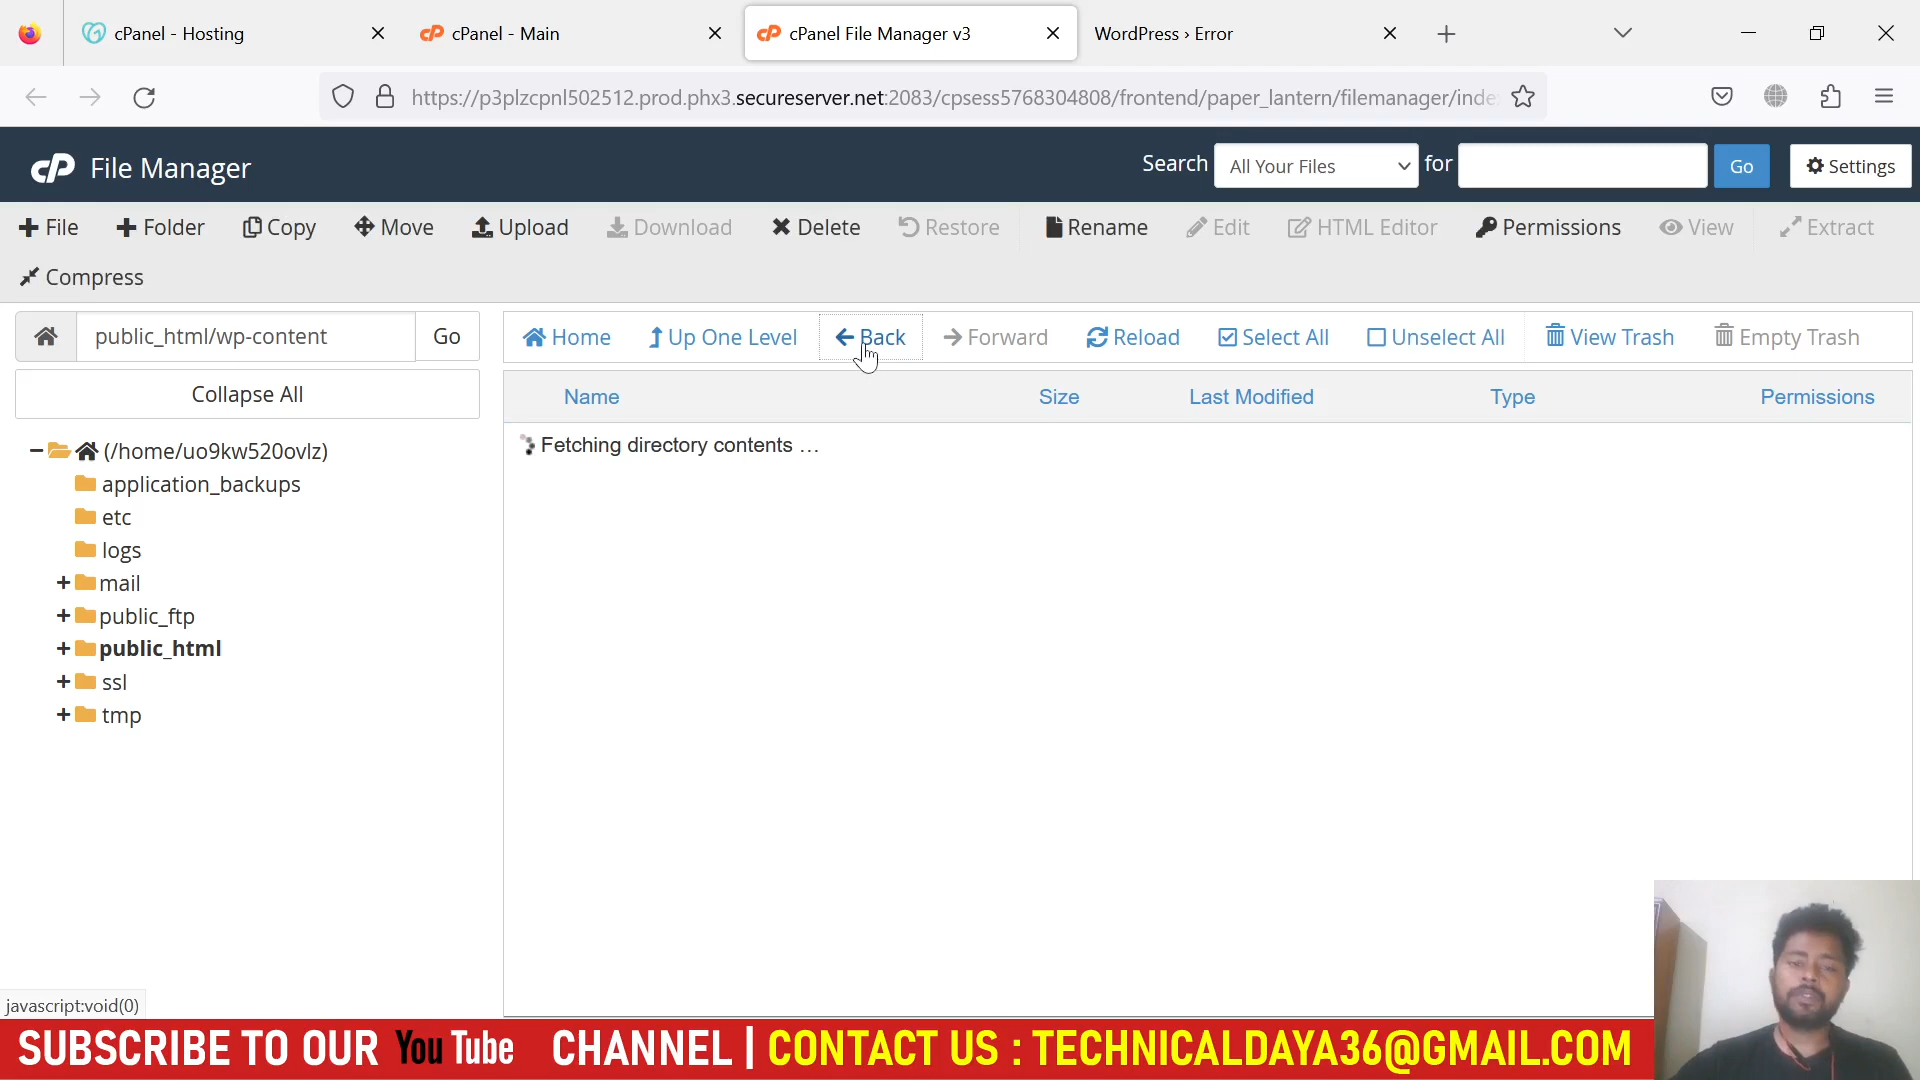 cPanel - Hosting
cPanel - Main
cPanel File Manager v3
WordPress › Error
https://p3plzcpnl502512.prod.phx3.secureserver.net:2083/cpsess5768304808/frontend/paper_lantern/filemanager/inde
cP File Manager
Search All Your Files for Go Settings
File Folder Copy Move Upload Download Delete Restore Rename Edit HTML Editor Permissions View Extract
Compress
public_html/wp-content Go
Home Up One Level Back Forward Reload Select All Unselect All View Trash Empty Trash
Collapse All
Name Size Last Modified Type Permissions
Fetching directory contents ...
(/home/uo9kw520ovlz)
application_backups
etc
logs
mail
public_ftp
public_html
ssl
tmp
javascript:void(0)
SUBSCRIBE TO OUR YouTube CHANNEL | CONTACT US : TECHNICALDAYA36@GMAIL.COM